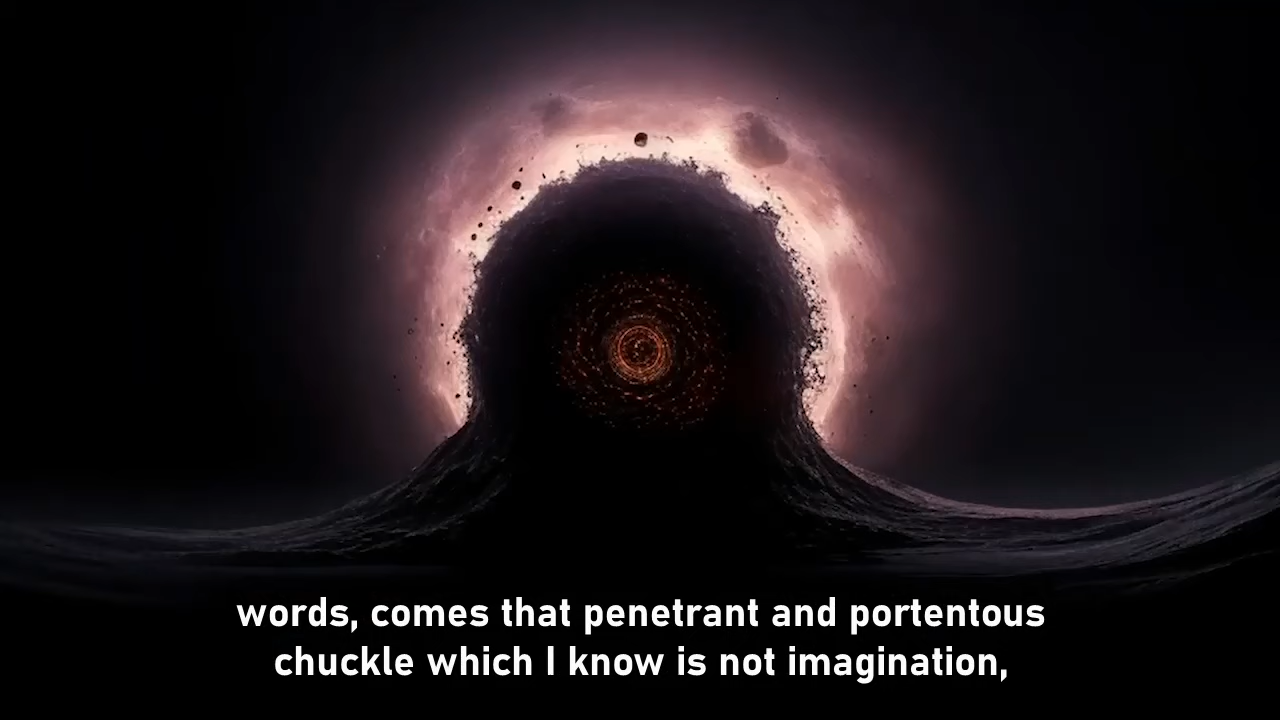 words, comes that penetrant and portentous
chuckle which I know is not imagination,